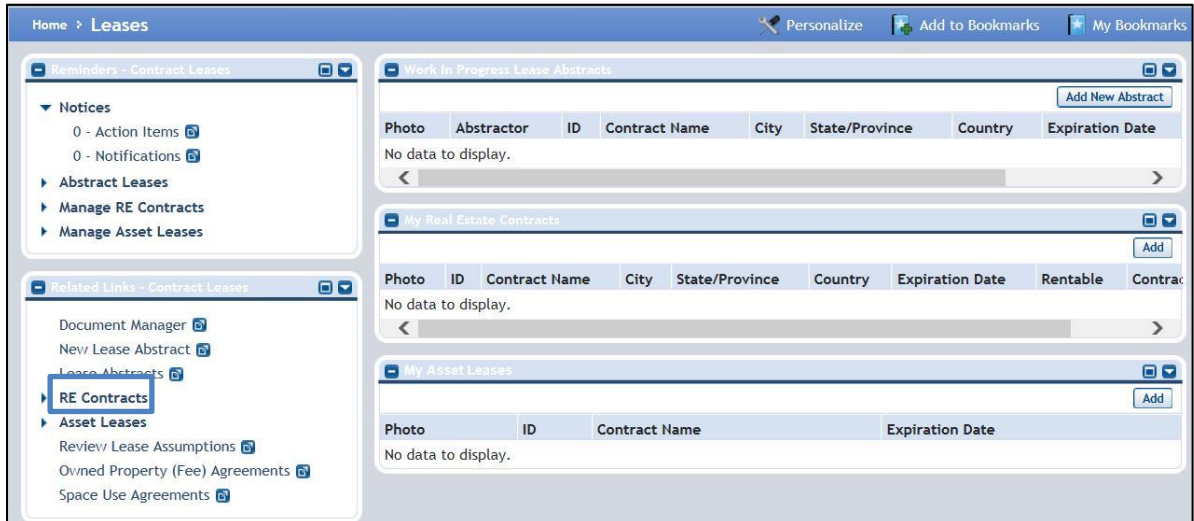 Home > Leases
Personalize
Add to Bookmarks
My Bookmarks
Reminders - Contract Leases
Notices
0 - Action Items
0 - Notifications
Abstract Leases
Manage RE Contracts
Manage Asset Leases
Related Links - Contract Leases
Document Manager
New Lease Abstract
Lease Abstracts
RE Contracts
Asset Leases
Review Lease Assumptions
Owned Property (Fee) Agreements
Space Use Agreements
Work In Progress Lease Abstracts
Add New Abstract
Photo Abstractor ID Contract Name City State/Province Country Expiration Date
No data to display.
My Real Estate Contracts
Add
Photo ID Contract Name City State/Province Country Expiration Date Rentable Contrac
No data to display.
My Asset Leases
Add
Photo ID Contract Name Expiration Date
No data to display.